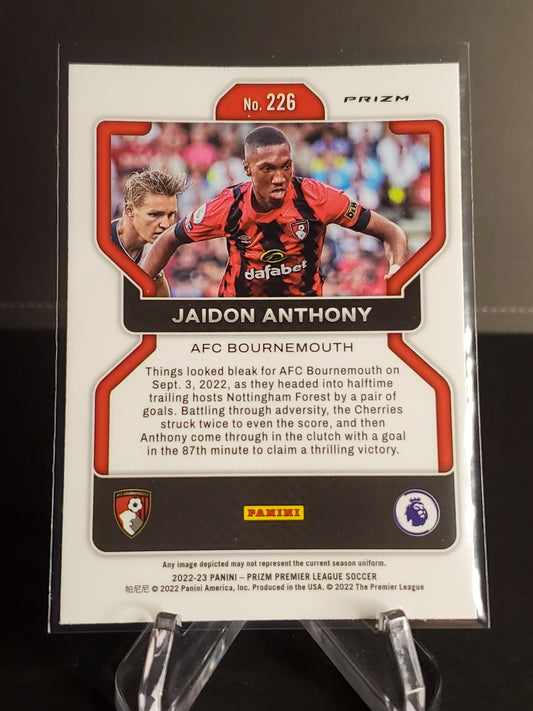 No. 226
PRIZM
dafabet
JAIDON ANTHONY
AFC BOURNEMOUTH
Things looked bleak for AFC Bournemouth on
Sept. 3, 2022, as they headed into halftime
trailing hosts Nottingham Forest by a pair of
goals. Battling through adversity, the Cherries
struck twice to even the score, and then
Anthony come through in the clutch with a goal
in the 87th minute to claim a thrilling victory.
PANINI
Any image depicted may not represent the current season uniform.
2022-23 PANINI – PRIZM PREMIER LEAGUE SOCCER
帕尼尼 © 2022 Panini America, Inc. Produced in the USA. © 2022 The Premier League